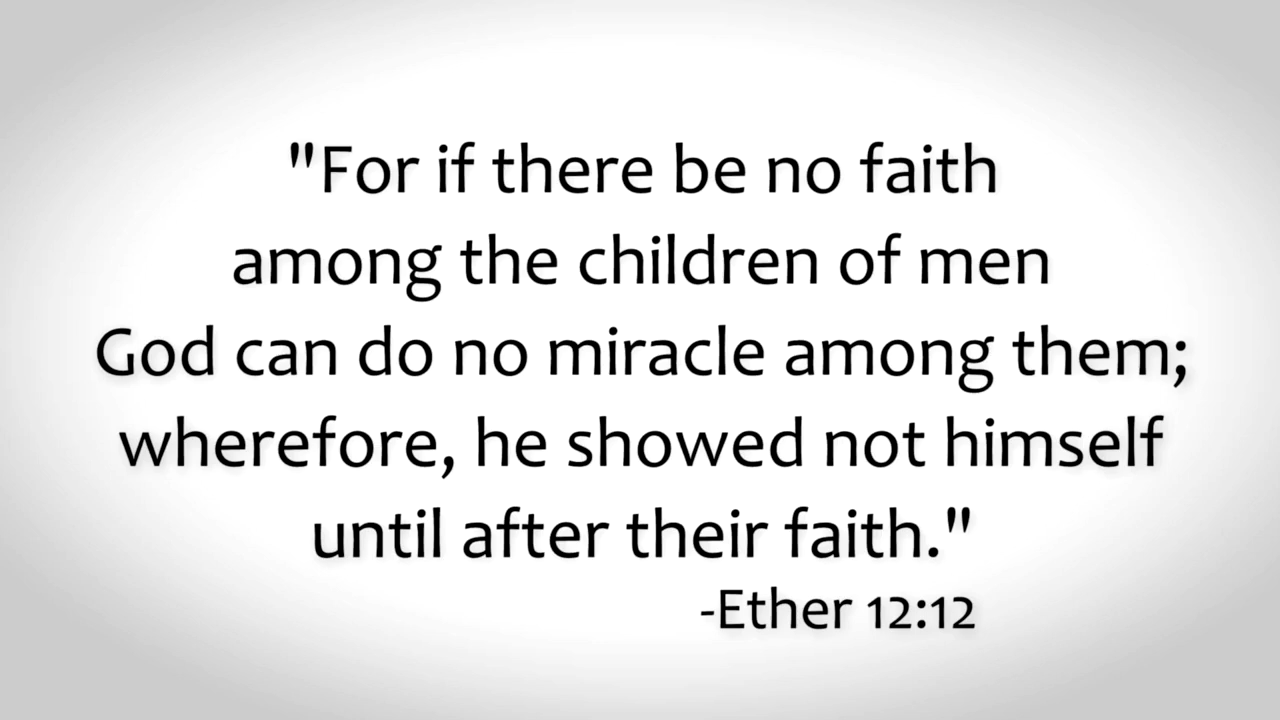 "For if there be no faith
among the children of men
God can do no miracle among them;
wherefore, he showed not himself
until after their faith."
-Ether 12:12